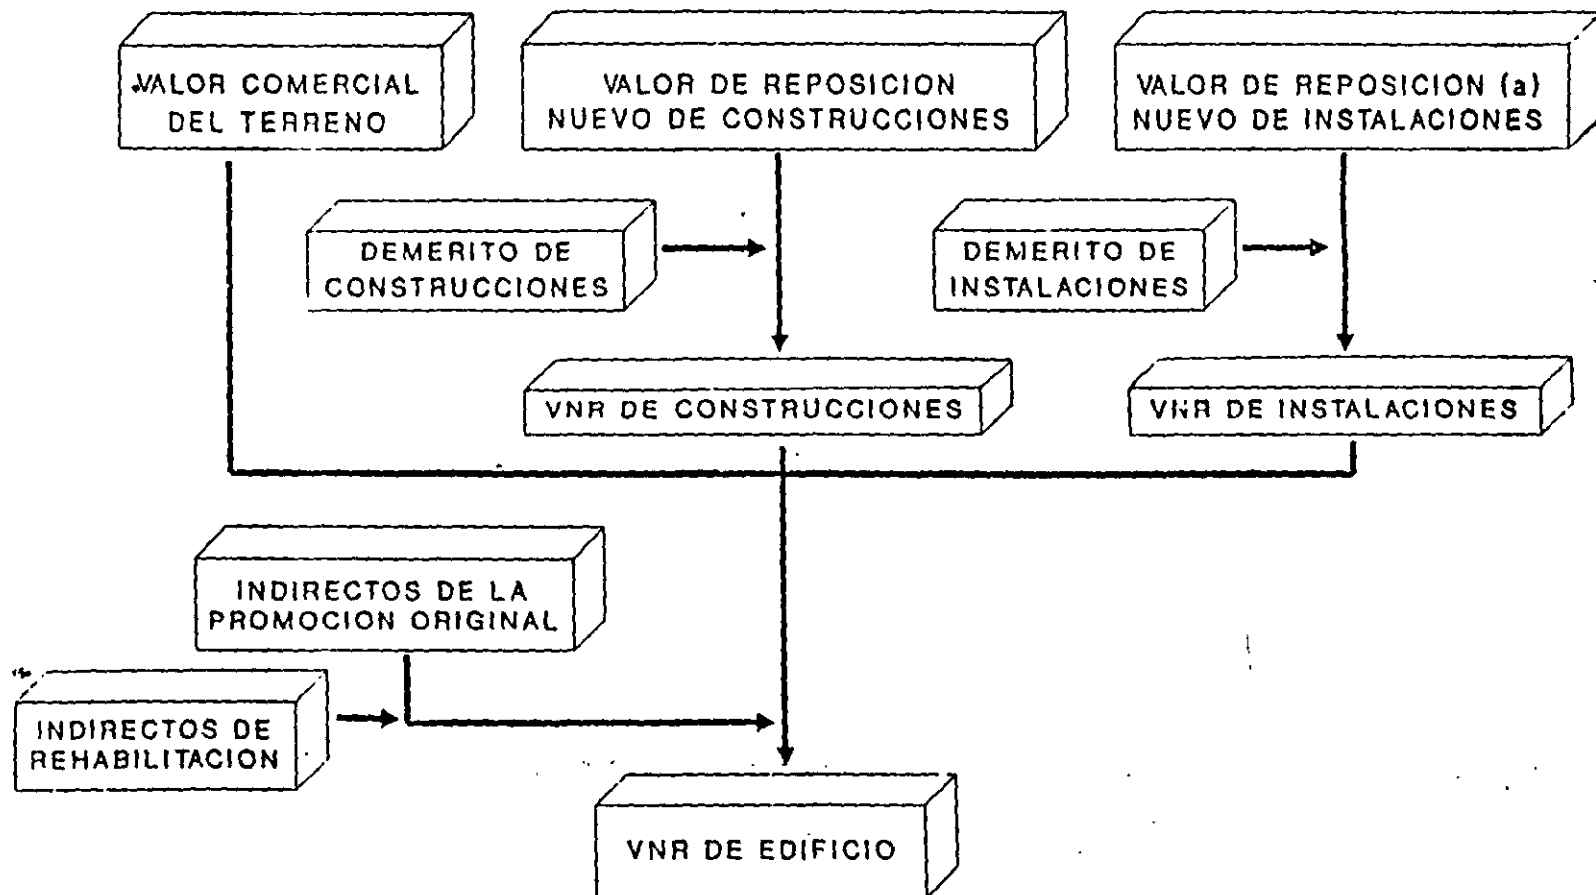 VALOR COMERCIAL
DEL TERRENO
VALOR DE REPOSICION
NUEVO DE CONSTRUCCIONES
VALOR DE REPOSICION (a)
NUEVO DE INSTALACIONES
DEMERITO DE
CONSTRUCCIONES
DEMERITO DE
INSTALACIONES
VNR DE CONSTRUCCIONES
VNR DE INSTALACIONES
INDIRECTOS DE LA
PROMOCION ORIGINAL
INDIRECTOS DE
REHABILITACION
VNR DE EDIFICIO